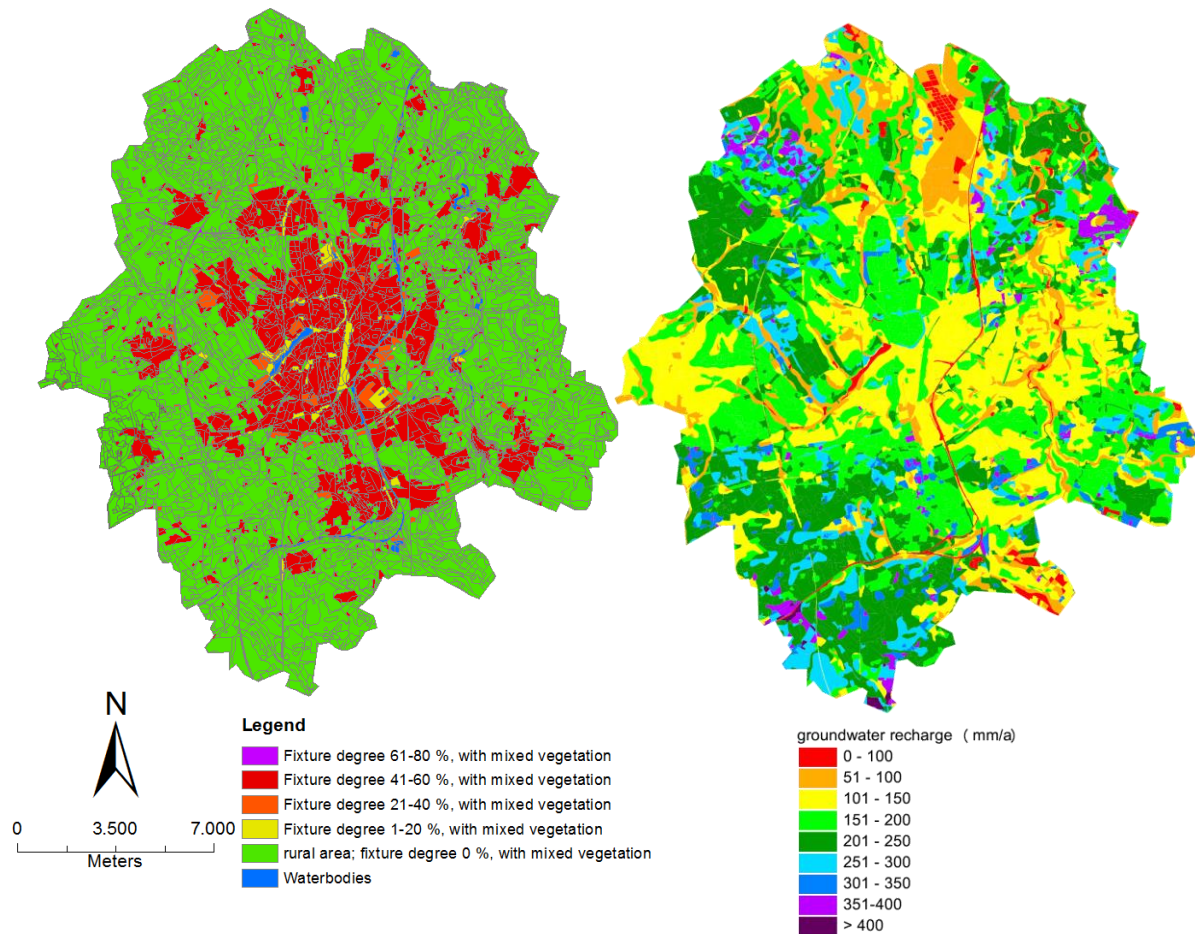 N
0 3.500 7.000
Meters
Legend
Fixture degree 61-80 %, with mixed vegetation
Fixture degree 41-60 %, with mixed vegetation
Fixture degree 21-40 %, with mixed vegetation
Fixture degree 1-20 %, with mixed vegetation
rural area; fixture degree 0 %, with mixed vegetation
Waterbodies
groundwater recharge ( mm/a)
0 - 100
51 - 100
101 - 150
151 - 200
201 - 250
251 - 300
301 - 350
351-400
> 400